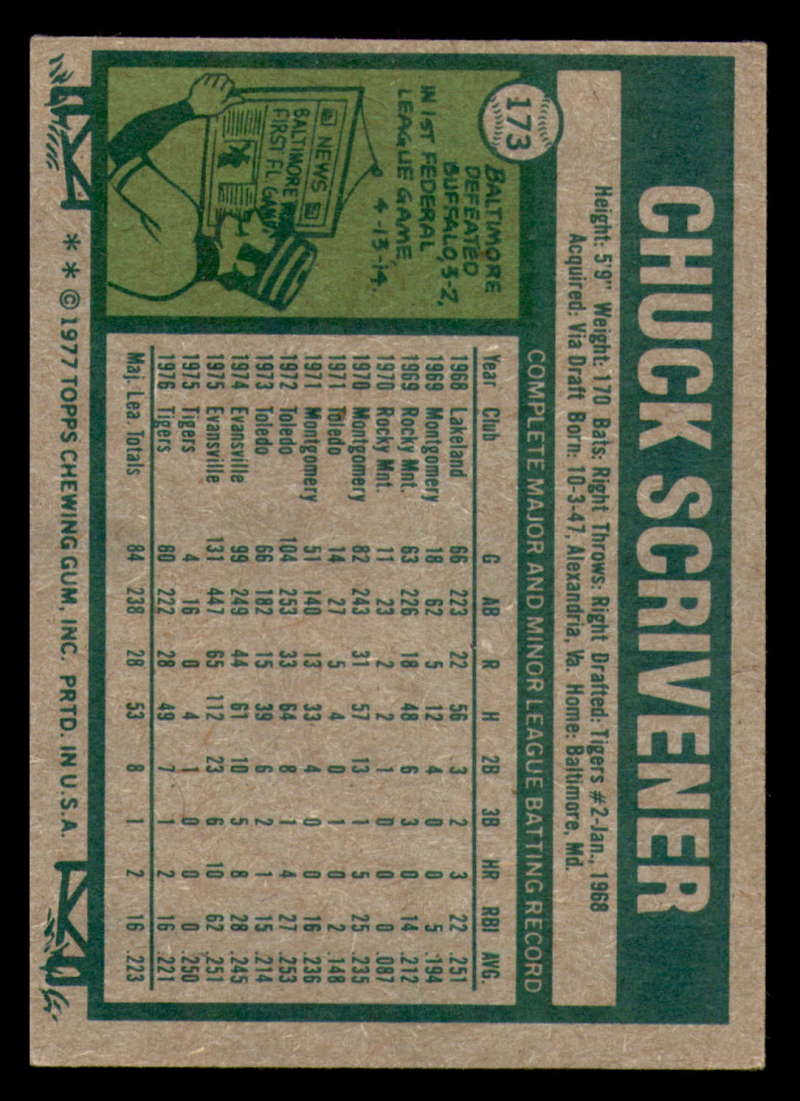 CHUCK SCRIVENER
173
Height: 5'9" Weight: 170 Bats: Right Throws: Right Drafted: Tigers #2-Jan., 1968
Acquired: Via Draft Born: 10-3-47, Alexandria, Va. Home: Baltimore, Md.
COMPLETE MAJOR AND MINOR LEAGUE BATTING RECORD
Year Club G AB R H 2B 3B HR RBI AVG.
1968 Lakeland 66 223 22 56 3 2 3 22 .251
1969 Montgomery 18 62 5 12 4 0 0 5 .194
1969 Rocky Mnt. 63 226 18 48 6 3 0 14 .212
1970 Rocky Mnt. 11 23 2 2 1 0 0 0 .087
1970 Montgomery 82 243 31 57 13 1 5 25 .235
1971 Toledo 14 27 5 4 0 1 0 2 .148
1971 Montgomery 51 140 13 33 4 0 0 16 .236
1972 Toledo 104 253 33 64 8 1 4 27 .253
1973 Toledo 66 182 15 39 6 2 1 15 .214
1974 Evansville 99 249 44 61 10 5 8 28 .245
1975 Evansville 131 447 65 112 23 6 10 62 .251
1975 Tigers 4 16 0 4 1 0 0 0 .250
1976 Tigers 80 222 28 49 7 1 2 16 .221
Maj. Lea. Totals 84 238 28 53 8 1 2 16 .223
BALTIMORE
DEFEATED
BUFFALO, 3-2,
IN 1ST FEDERAL
LEAGUE GAME
4-13-'14.
NEWS
BALTIMORE
FIRST FL GAME
* * © 1977 TOPPS CHEWING GUM, INC. PRTD. IN U.S.A.